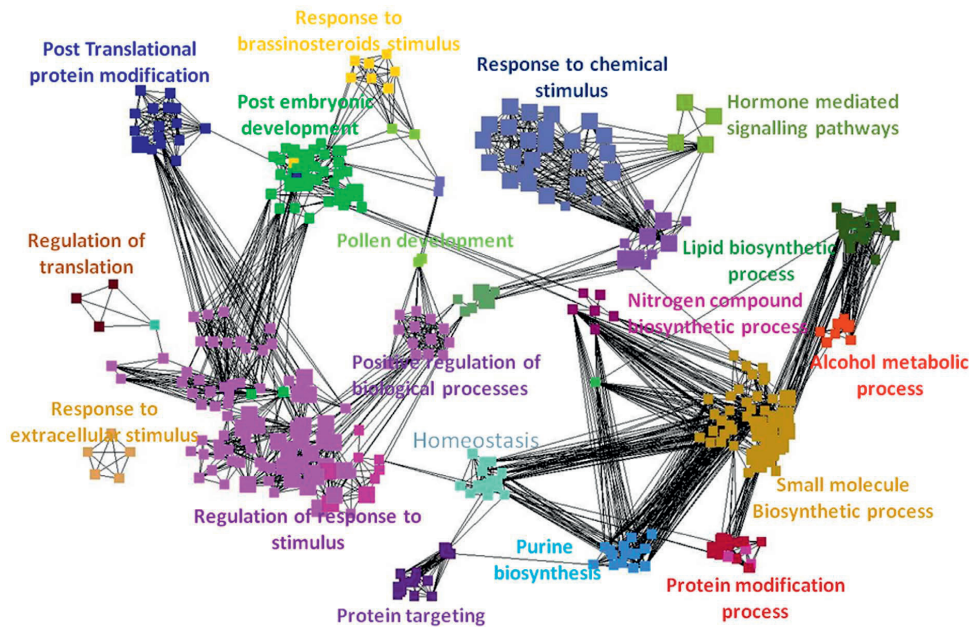 Response to
brassinosteroids stimulus
Post Translational
protein modification
Response to chemical
stimulus
Post embryonic
development
Hormone mediated
signalling pathways
Regulation of
translation
Pollen development
Lipid biosynthetic
process
Nitrogen compound
biosynthetic process
Positive regulation of
biological processes
Alcohol metabolic
process
Response to
extracellular stimulus
Homeostasis
Small molecule
Biosynthetic process
Regulation of response to
stimulus
Purine
biosynthesis
Protein modification
process
Protein targeting